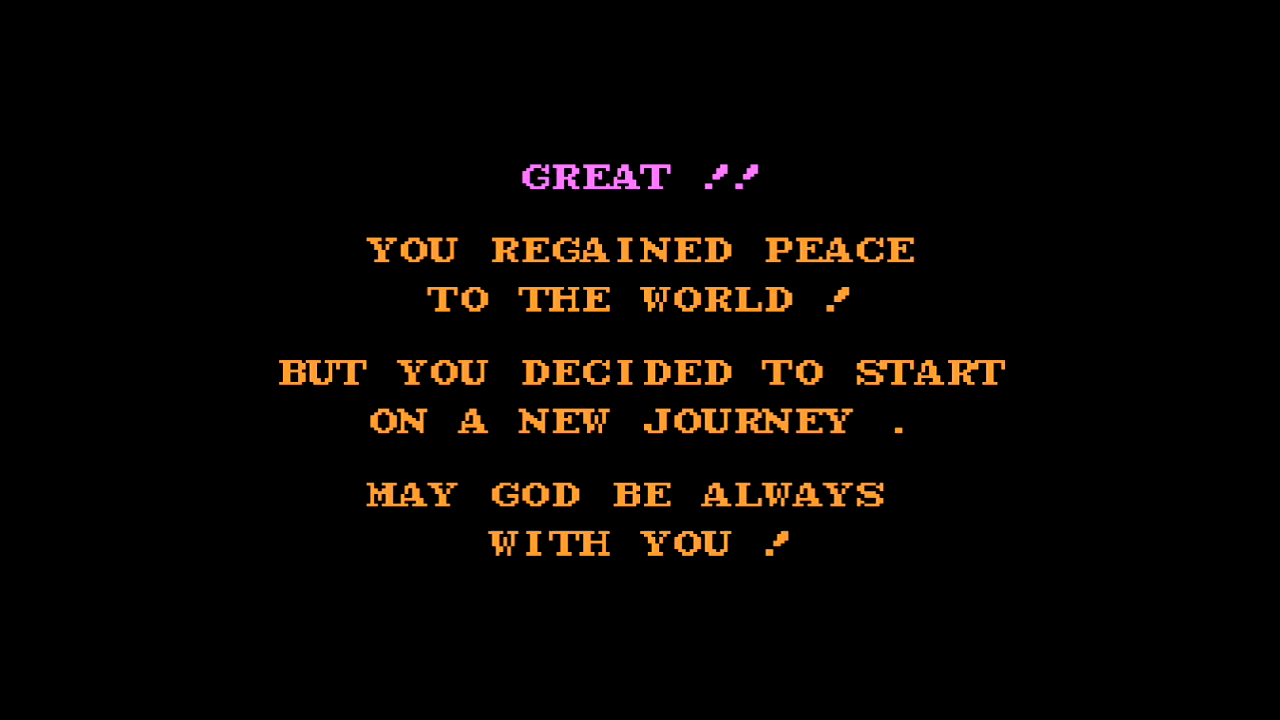 GREAT !!
YOU REGAINED PEACE
TO THE WORLD !
BUT YOU DECIDED TO START
ON A NEW JOURNEY .
MAY GOD BE ALWAYS
WITH YOU !